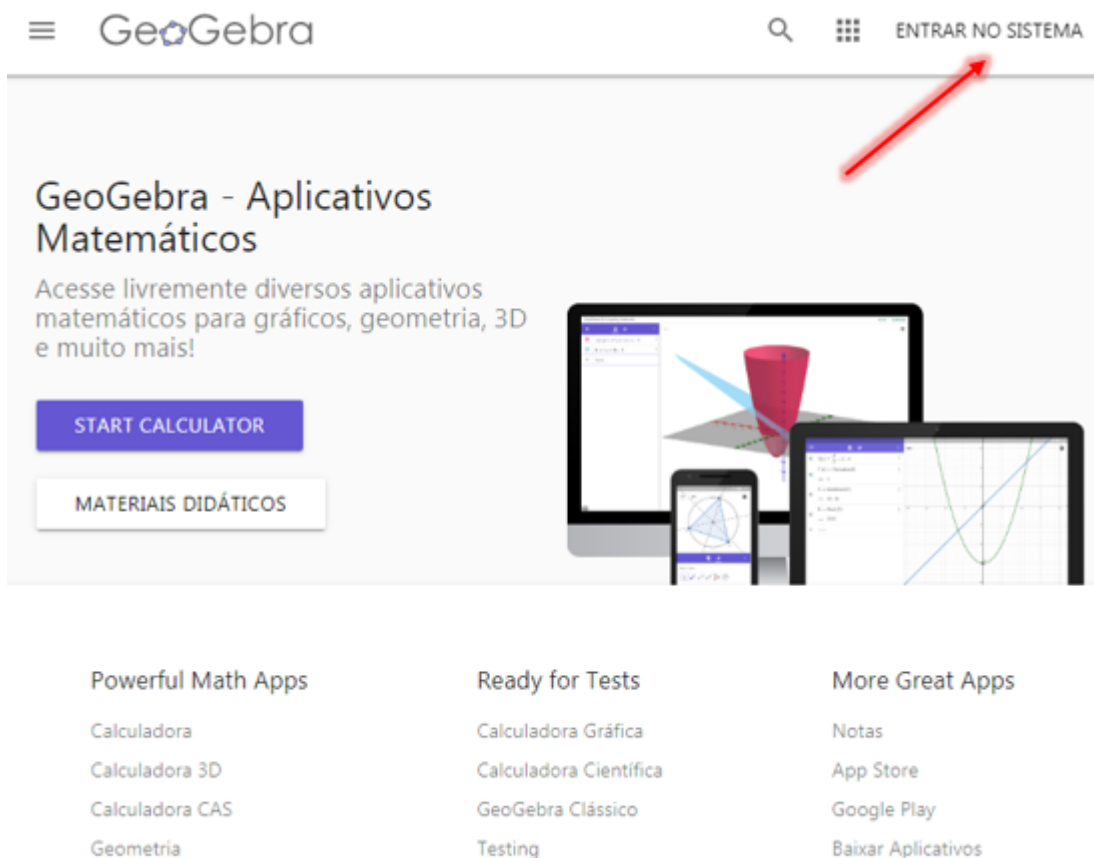 GeoGebra
ENTRAR NO SISTEMA
GeoGebra - Aplicativos
Matemáticos
Acesse livremente diversos aplicativos
matemáticos para gráficos, geometria, 3D
e muito mais!
START CALCULATOR
MATERIAIS DIDÁTICOS
Powerful Math Apps
Calculadora
Calculadora 3D
Calculadora CAS
Geometria
Ready for Tests
Calculadora Gráfica
Calculadora Científica
GeoGebra Clássico
Testing
More Great Apps
Notas
App Store
Google Play
Baixar Aplicativos